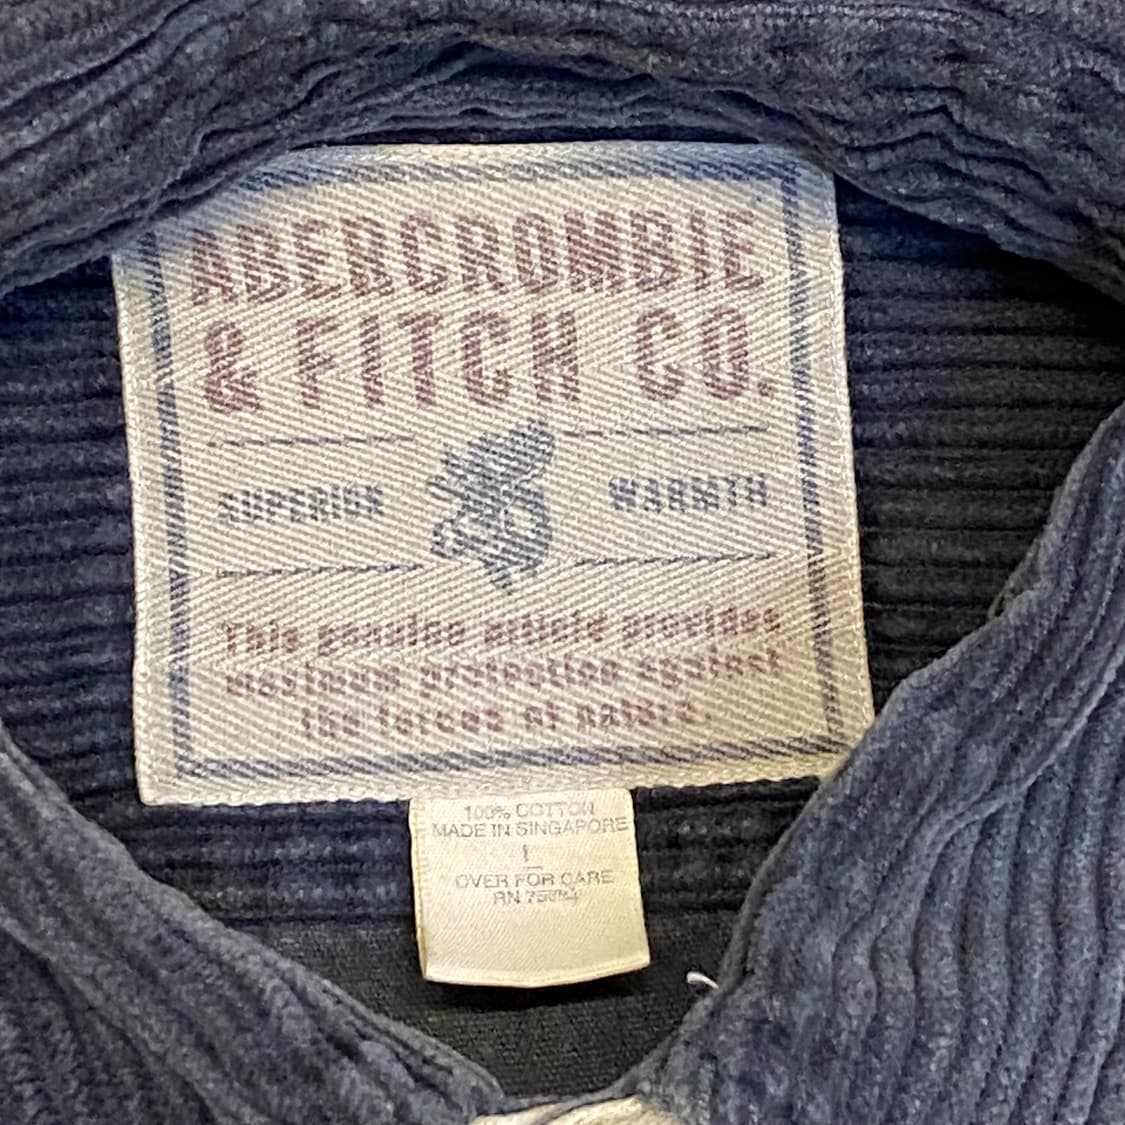 ABERCROMBIE
& FITCH CO.
SUPERIOR WARMTH
This genuine article provides
maximum protection against
the forces of nature.
100% COTTON
MADE IN SINGAPORE
L
OVER FOR CARE
RN